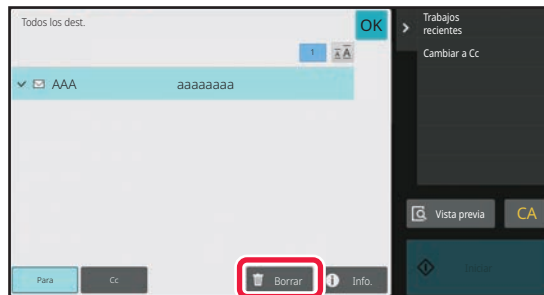 Todos los dest.
OK
1
AA
AAA aaaaaaaa
Para
Cc
Borrar
Info.
Trabajos
recientes
Cambiar a Cc
Vista previa
CA
Iniciar